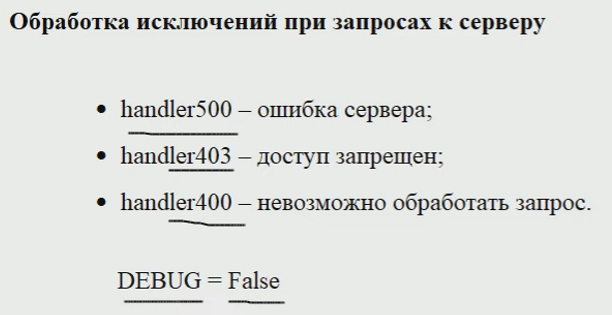 Обработка исключений при запросах к серверу
• handler500 – ошибка сервера;
• handler403 – доступ запрещен;
• handler400 – невозможно обработать запрос.
DEBUG = False